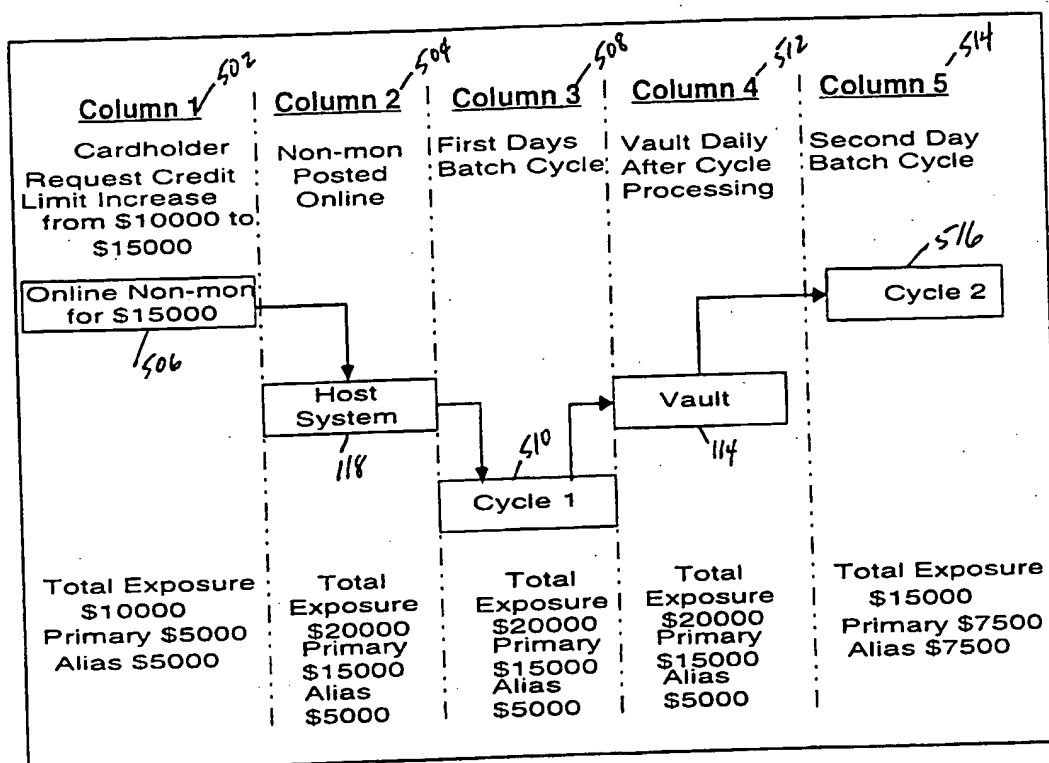 Column 1
502
Cardholder
Request Credit
Limit Increase
from $10000 to
$15000
Online Non-mon
for $15000
506
Total Exposure
$10000
Primary $5000
Alias $5000
Column 2
504
Non-mon
Posted
Online
Host
System
118
Total
Exposure
$20000
Primary
$15000
Alias
$5000
Column 3
508
First Days
Batch Cycle
510
Cycle 1
Total
Exposure
$20000
Primary
$15000
Alias
$5000
Column 4
512
Vault Daily
After Cycle
Processing
Vault
114
Total
Exposure
$20000
Primary
$15000
Alias
$5000
Column 5
514
Second Day
Batch Cycle
516
Cycle 2
Total Exposure
$15000
Primary $7500
Alias $7500